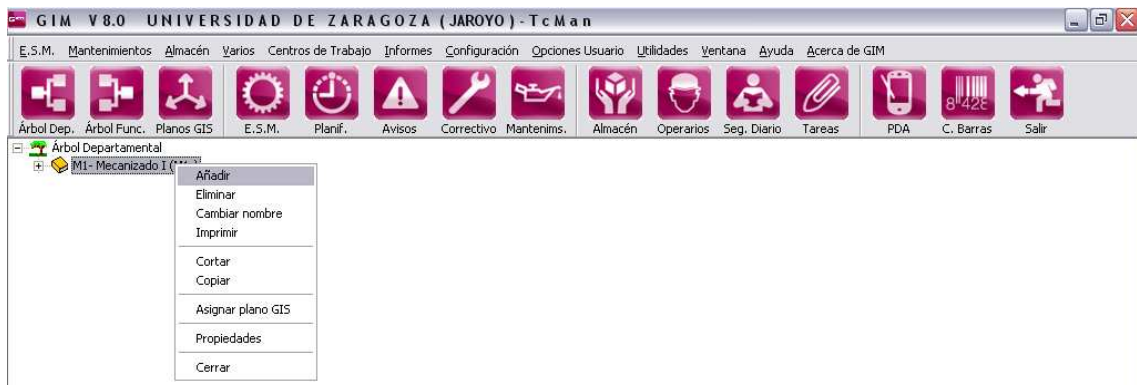 GIM V8.0 UNIVERSIDAD DE ZARAGOZA (JAROYO)-TcMan
E.S.M. Mantenimientos Almacén Varios Centros de Trabajo Informes Configuración Opciones Usuario Utilidades Ventana Ayuda Acerca de GIM
Árbol Dep. Árbol Func. Planos GIS E.S.M. Planif. Avisos Correctivo Mantenims. Almacén Operarios Seg. Diario Tareas PDA C. Barras Salir
Árbol Departamental
M1- Mecanizado I
Añadir
Eliminar
Cambiar nombre
Imprimir
Cortar
Copiar
Asignar plano GIS
Propiedades
Cerrar